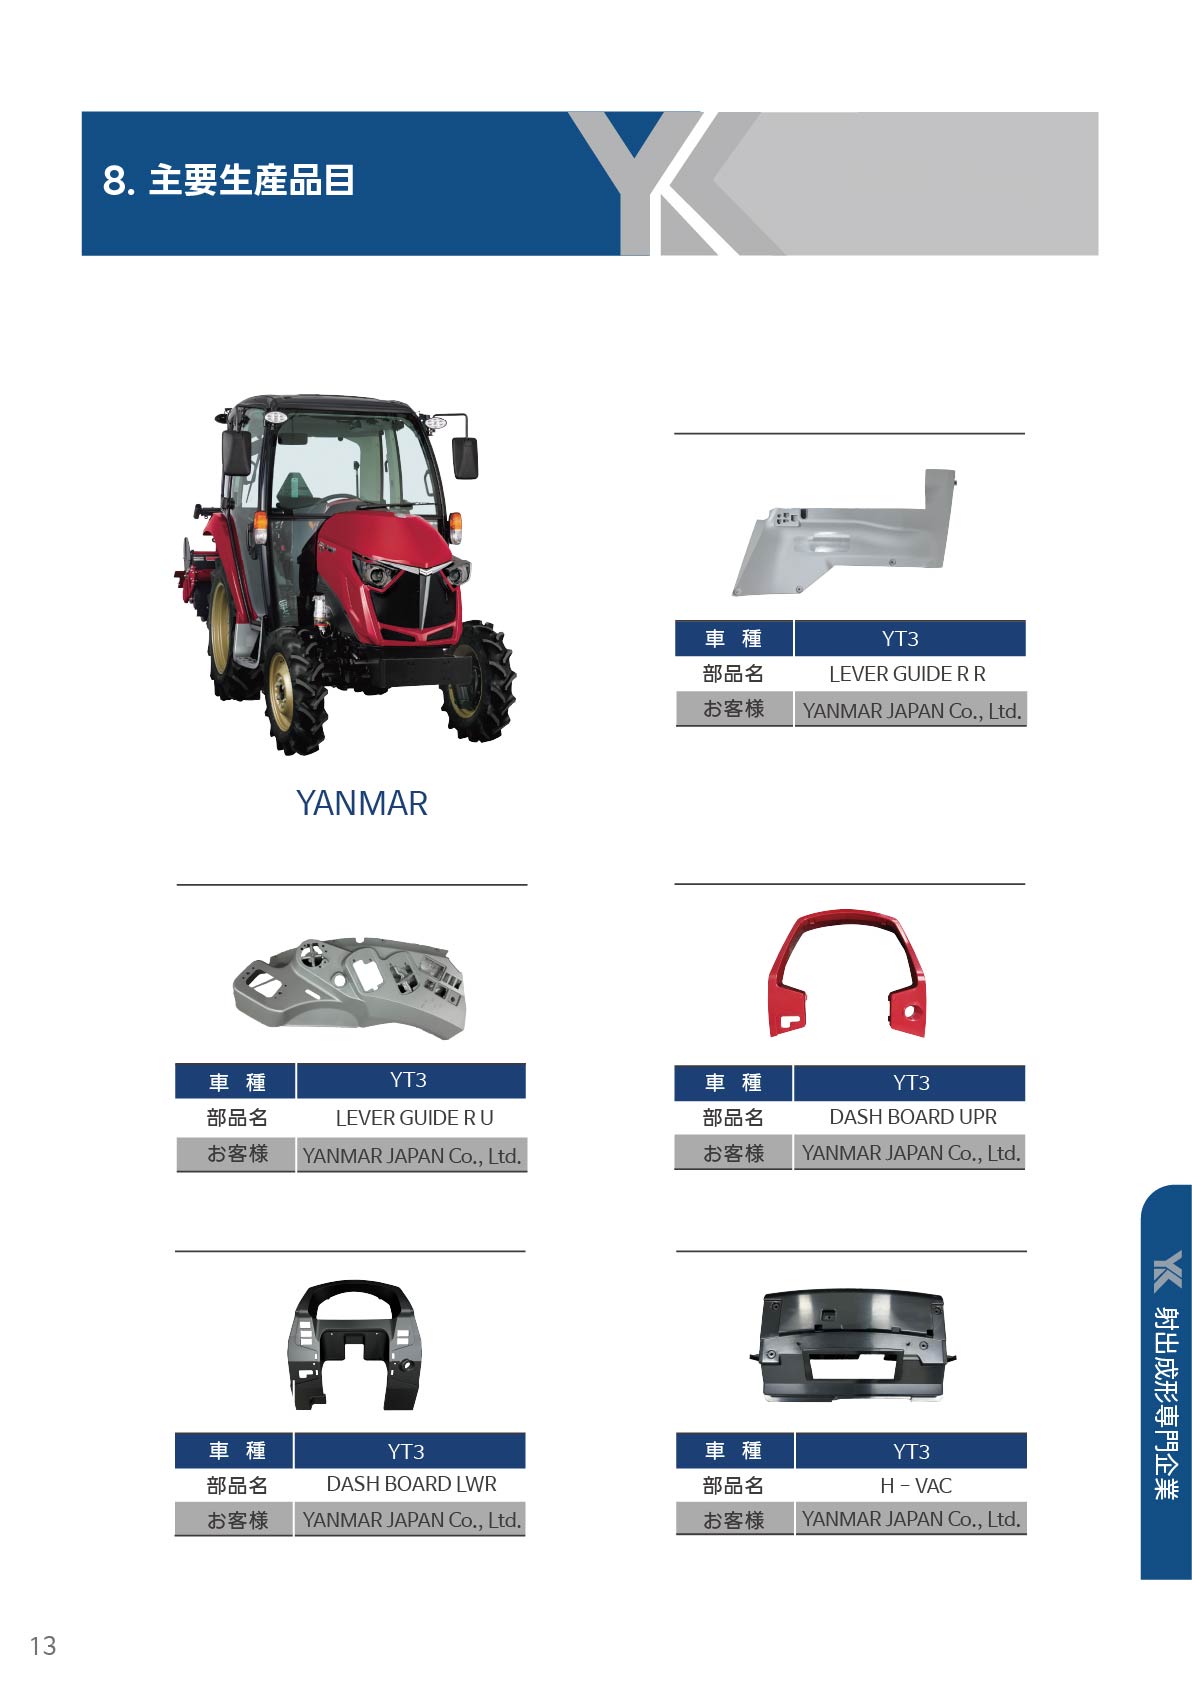 8. 主要生産品目
YK
車 種 YT3
部品名 LEVER GUIDE R R
お客様 YANMAR JAPAN Co., Ltd.
YANMAR
車 種 YT3
部品名 LEVER GUIDE R U
お客様 YANMAR JAPAN Co., Ltd.
車 種 YT3
部品名 DASH BOARD UPR
お客様 YANMAR JAPAN Co., Ltd.
車 種 YT3
部品名 DASH BOARD LWR
お客様 YANMAR JAPAN Co., Ltd.
車 種 YT3
部品名 H - VAC
お客様 YANMAR JAPAN Co., Ltd.
YK 射出成形専門企業
13